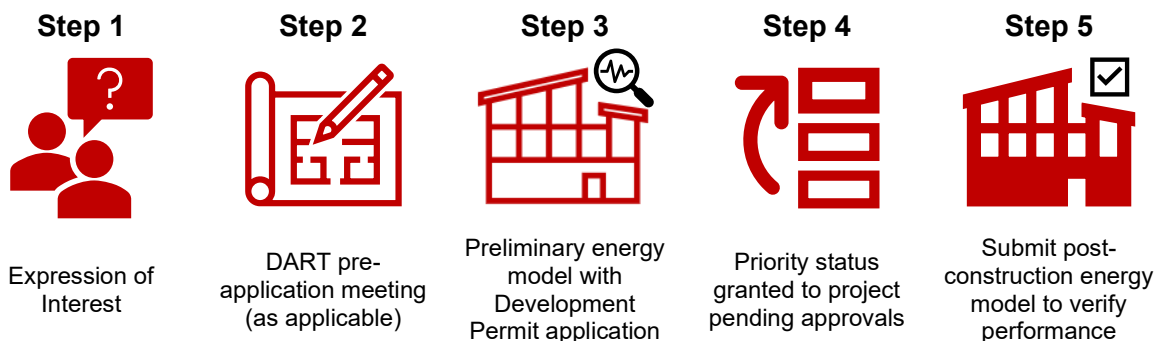 Step 1
Step 2
Step 3
Step 4
Step 5
?
Expression of
Interest
DART pre-
application meeting
(as applicable)
Preliminary energy
model with
Development
Permit application
Priority status
granted to project
pending approvals
Submit post-
construction energy
model to verify
performance